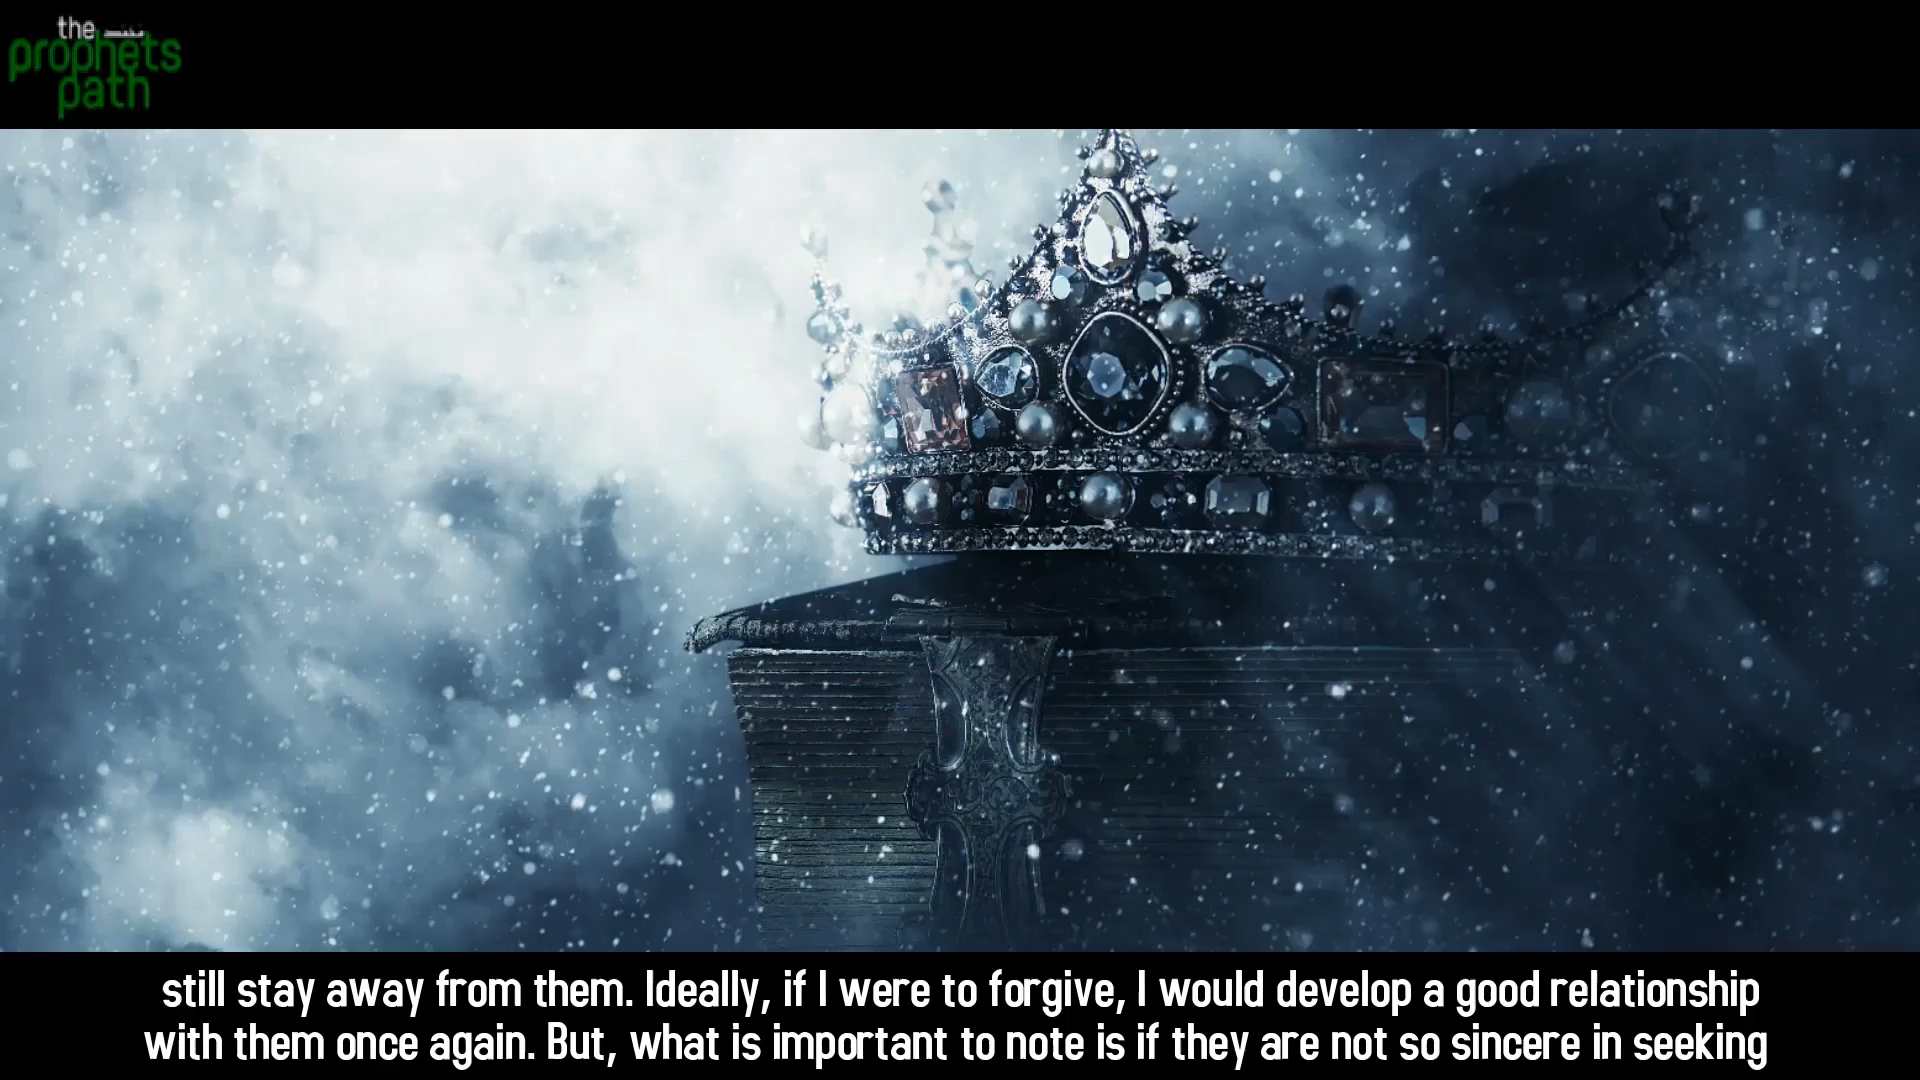 the
prophets
path
still stay away from them. Ideally, if I were to forgive, I would develop a good relationship
with them once again. But, what is important to note is if they are not so sincere in seeking